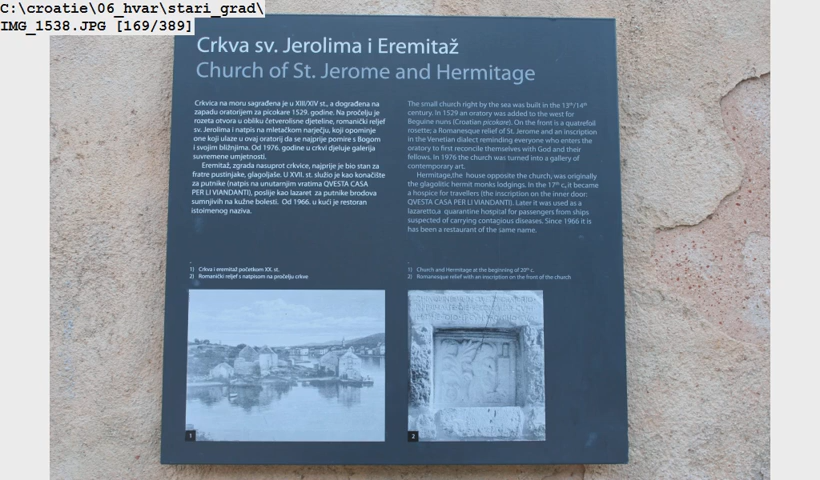 C:\croatie\06_hvar\stari_grad\
IMG_1538.JPG [169/389]
Crkva sv. Jerolima i Eremitaž
Church of St. Jerome and Hermitage
Crkvica na moru sagrađena je u XIII/XIV st., a dograđena na
zapadu oratorijem za picokare 1529. godine. Na pročelju je
rozeta otvora u obliku četverolisne djeteline, romanički reljef
sv. Jerolima i natpis na mletačkom narječju, koji opominje
one koji ulaze u ovaj oratorij da se najprije pomire s Bogom
i svojim bližnjima. Od 1976. godine u crkvi djeluje galerija
suvremene umjetnosti.
Eremitaž, zgrada nasuprot crkvice, najprije je bio stan za
fratre pustinjake, glagoljaše. U XVII. st. služio je kao konačište
za putnike (natpis na unutarnjim vratima QVESTA CASA
PER LI VIANDANTI), poslije kao lazaret za putnike brodova
sumnjivih na kužne bolesti. Od 1966. u kući je restoran
istoimenog naziva.
The small church right by the sea was built in the 13th/14th
century. In 1529 an oratory was added to the west for
Beguine nuns (Croatian picokare). On the front is a quatrefoil
rosette; a Romanesque relief of St. Jerome and an inscription
in the Venetian dialect reminding everyone who enters the
oratory to first reconcile themselves with God and their
fellows. In 1976 the church was turned into a gallery of
contemporary art.
Hermitage,the house opposite the church, was originally
the glagolitic hermit monks lodgings. In the 17th c, it became
a hospice for travellers (the inscription on the inner door:
QVESTA CASA PER LI VIANDANTI). Later it was used as a
lazaretto,a quarantine hospital for passengers from ships
suspected of carrying contagious diseases. Since 1966 it is
has been a restaurant of the same name.
1) Crkva i eremitaž početkom XX. st.
2) Romanički reljef s natpisom na pročelju crkve
1) Church and Hermitage at the beginning of 20th c.
2) Romanesque relief with an inscription on the front of the church
1
2